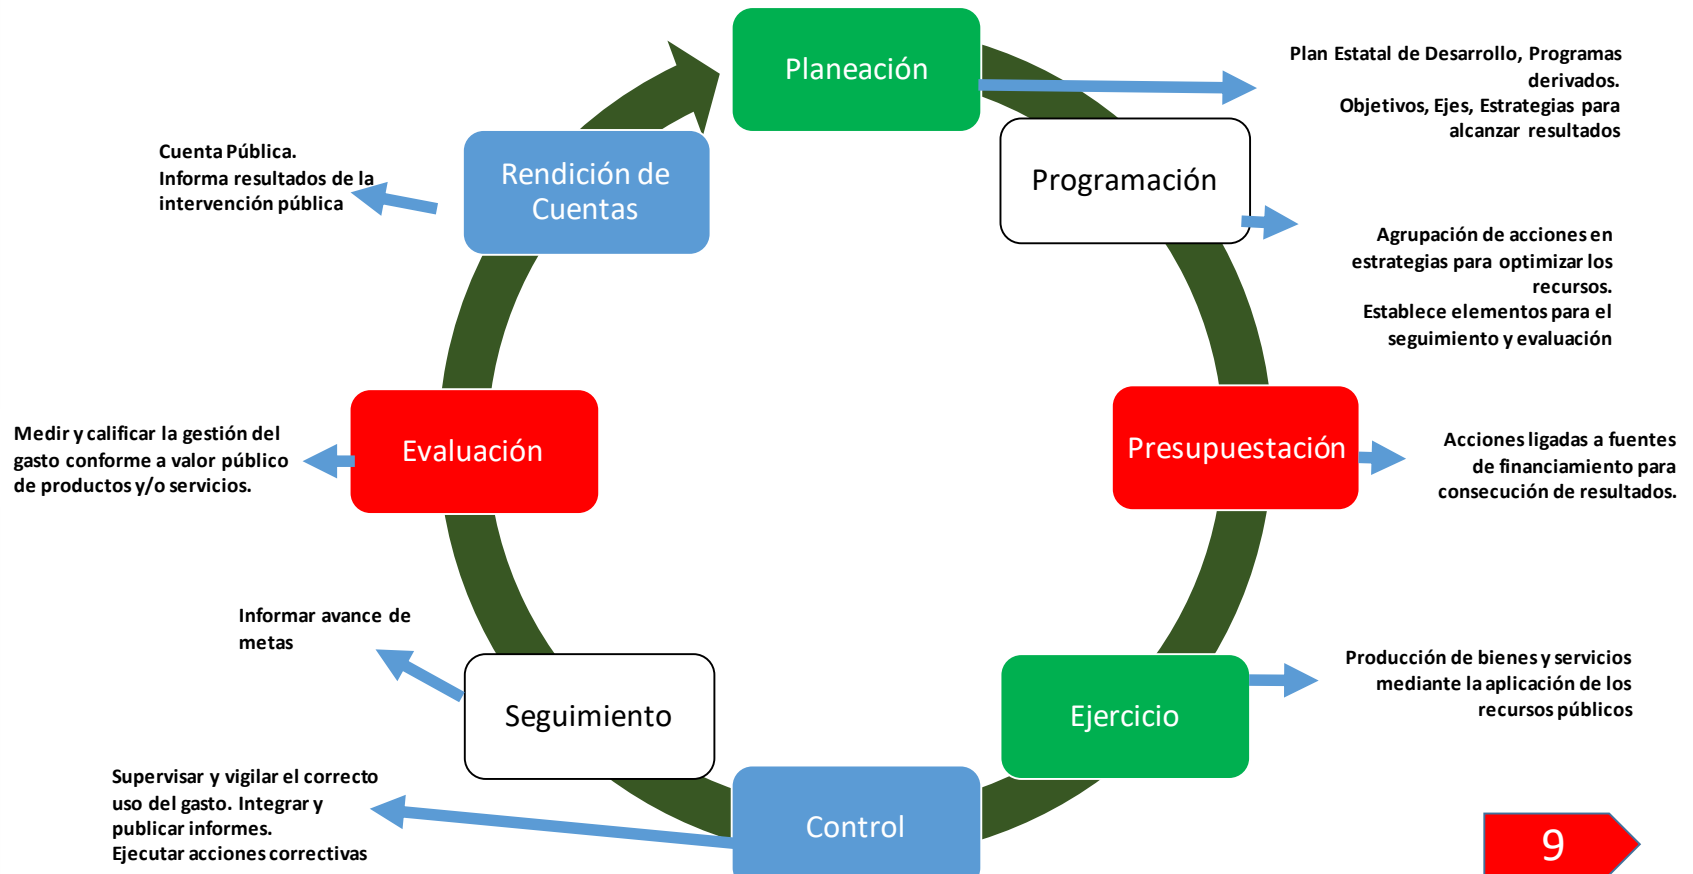 Planeación
Plan Estatal de Desarrollo, Programas
derivados.
Objetivos, Ejes, Estrategias para
alcanzar resultados
Programación
Agrupación de acciones en
estrategias para optimizar los
recursos.
Establece elementos para el
seguimiento y evaluación
Presupuestación
Acciones ligadas a fuentes
de financiamiento para
consecución de resultados.
Ejercicio
Producción de bienes y servicios
mediante la aplicación de los
recursos públicos
Control
Supervisar y vigilar el correcto
uso del gasto. Integrar y
publicar informes.
Ejecutar acciones correctivas
Seguimiento
Informar avance de
metas
Evaluación
Medir y calificar la gestión del
gasto conforme a valor público
de productos y/o servicios.
Rendición de
Cuentas
Cuenta Pública.
Informa resultados de la
intervención pública
9